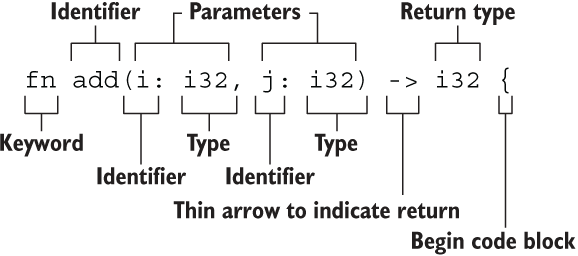 Identifier Parameters Return type
fn add(i: i32, j: i32) -> i32 {
Keyword Type Type
Identifier Identifier
Thin arrow to indicate return
Begin code block